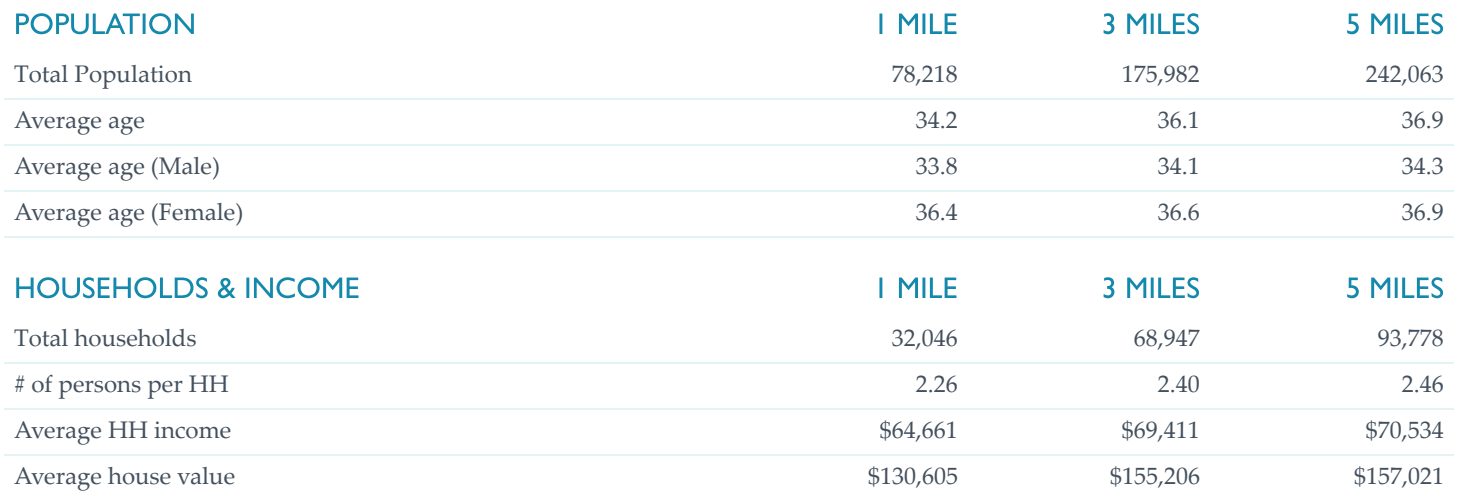 POPULATION 1 MILE 3 MILES 5 MILES
Total Population 78,218 175,982 242,063
Average age 34.2 36.1 36.9
Average age (Male) 33.8 34.1 34.3
Average age (Female) 36.4 36.6 36.9
HOUSEHOLDS & INCOME 1 MILE 3 MILES 5 MILES
Total households 32,046 68,947 93,778
# of persons per HH 2.26 2.40 2.46
Average HH income $64,661 $69,411 $70,534
Average house value $130,605 $155,206 $157,021